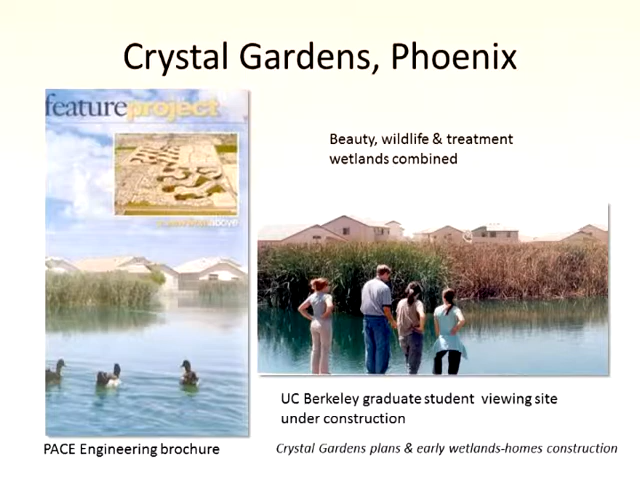 Crystal Gardens, Phoenix
featureproject
above
Beauty, wildlife & treatment
wetlands combined
UC Berkeley graduate student viewing site
under construction
PACE Engineering brochure
Crystal Gardens plans & early wetlands-homes construction